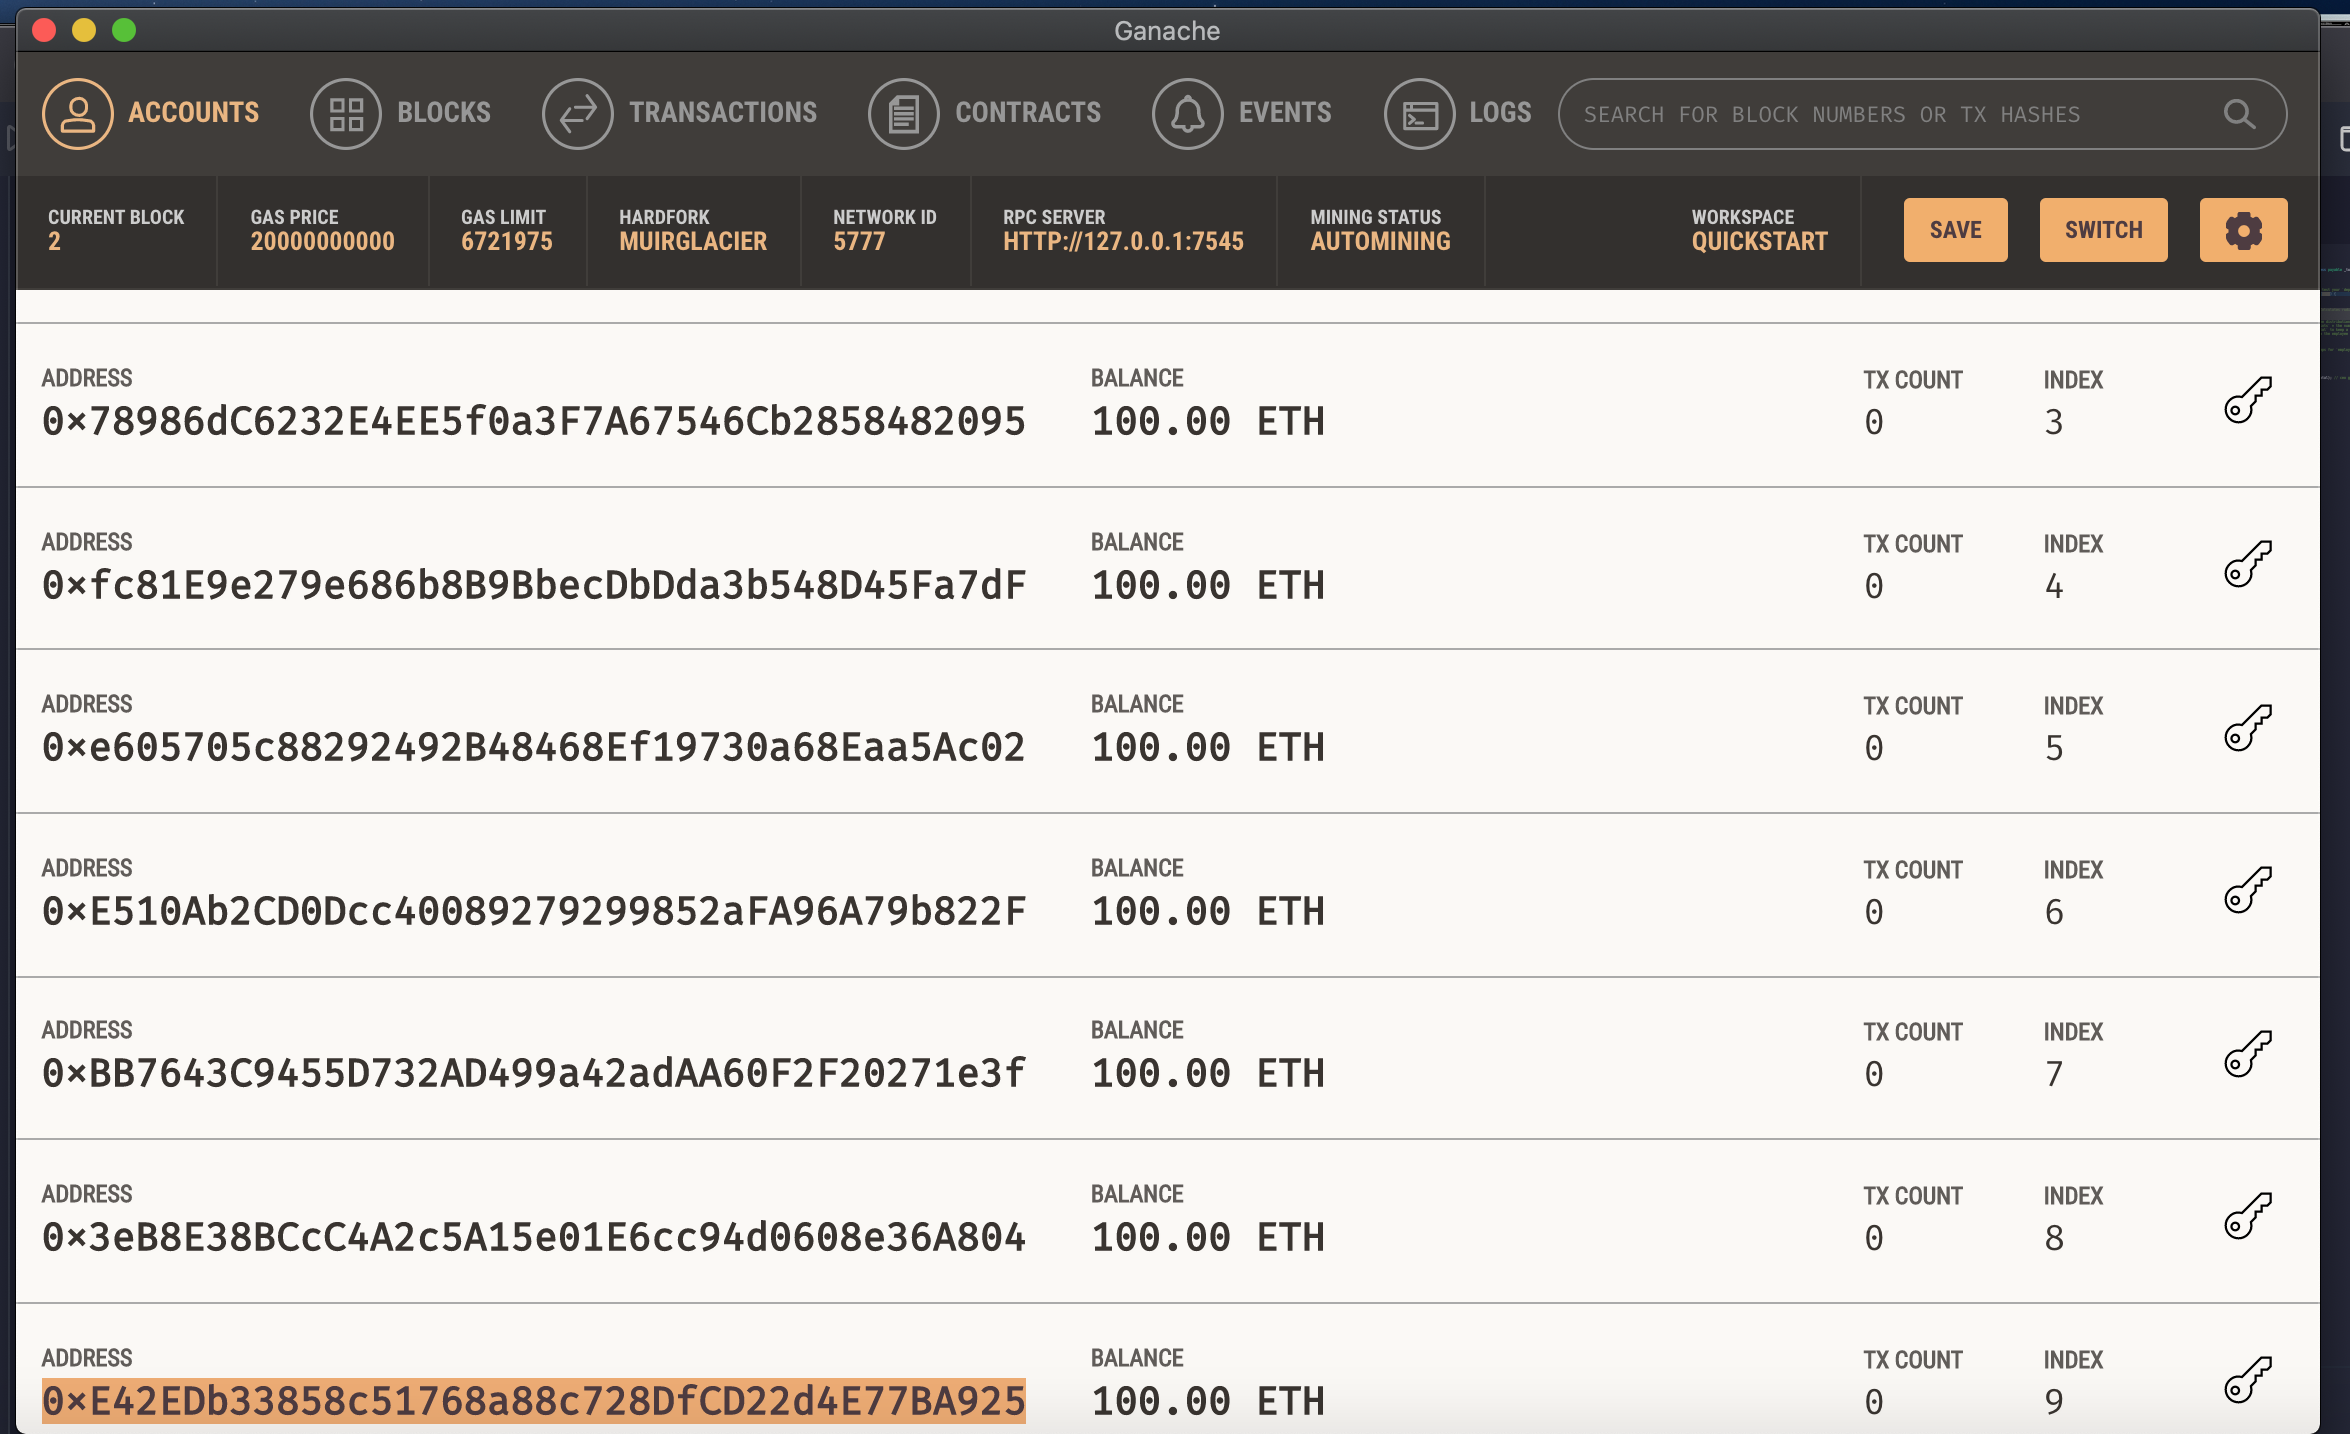 Ganache
ACCOUNTS BLOCKS TRANSACTIONS CONTRACTS EVENTS LOGS SEARCH FOR BLOCK NUMBERS OR TX HASHES
CURRENT BLOCK GAS PRICE GAS LIMIT HARDFORK NETWORK ID RPC SERVER MINING STATUS WORKSPACE
2 20000000000 6721975 MUIRGLACIER 5777 HTTP://127.0.0.1:7545 AUTOMINING QUICKSTART SAVE SWITCH
ADDRESS BALANCE TX COUNT INDEX
0×78986dC6232E4EE5f0a3F7A67546Cb2858482095 100.00 ETH 0 3
ADDRESS BALANCE TX COUNT INDEX
0×fc81E9e279e686b8B9BbecDbDda3b548D45Fa7dF 100.00 ETH 0 4
ADDRESS BALANCE TX COUNT INDEX
0×e605705c88292492B48468Ef19730a68Eaa5Ac02 100.00 ETH 0 5
ADDRESS BALANCE TX COUNT INDEX
0×E510Ab2CD0Dcc40089279299852aFA96A79b822F 100.00 ETH 0 6
ADDRESS BALANCE TX COUNT INDEX
0×BB7643C9455D732AD499a42adAA60F2F20271e3f 100.00 ETH 0 7
ADDRESS BALANCE TX COUNT INDEX
0×3eB8E38BCcC4A2c5A15e01E6cc94d0608e36A804 100.00 ETH 0 8
ADDRESS BALANCE TX COUNT INDEX
0×E42EDb33858c51768a88c728DfCD22d4E77BA925 100.00 ETH 0 9